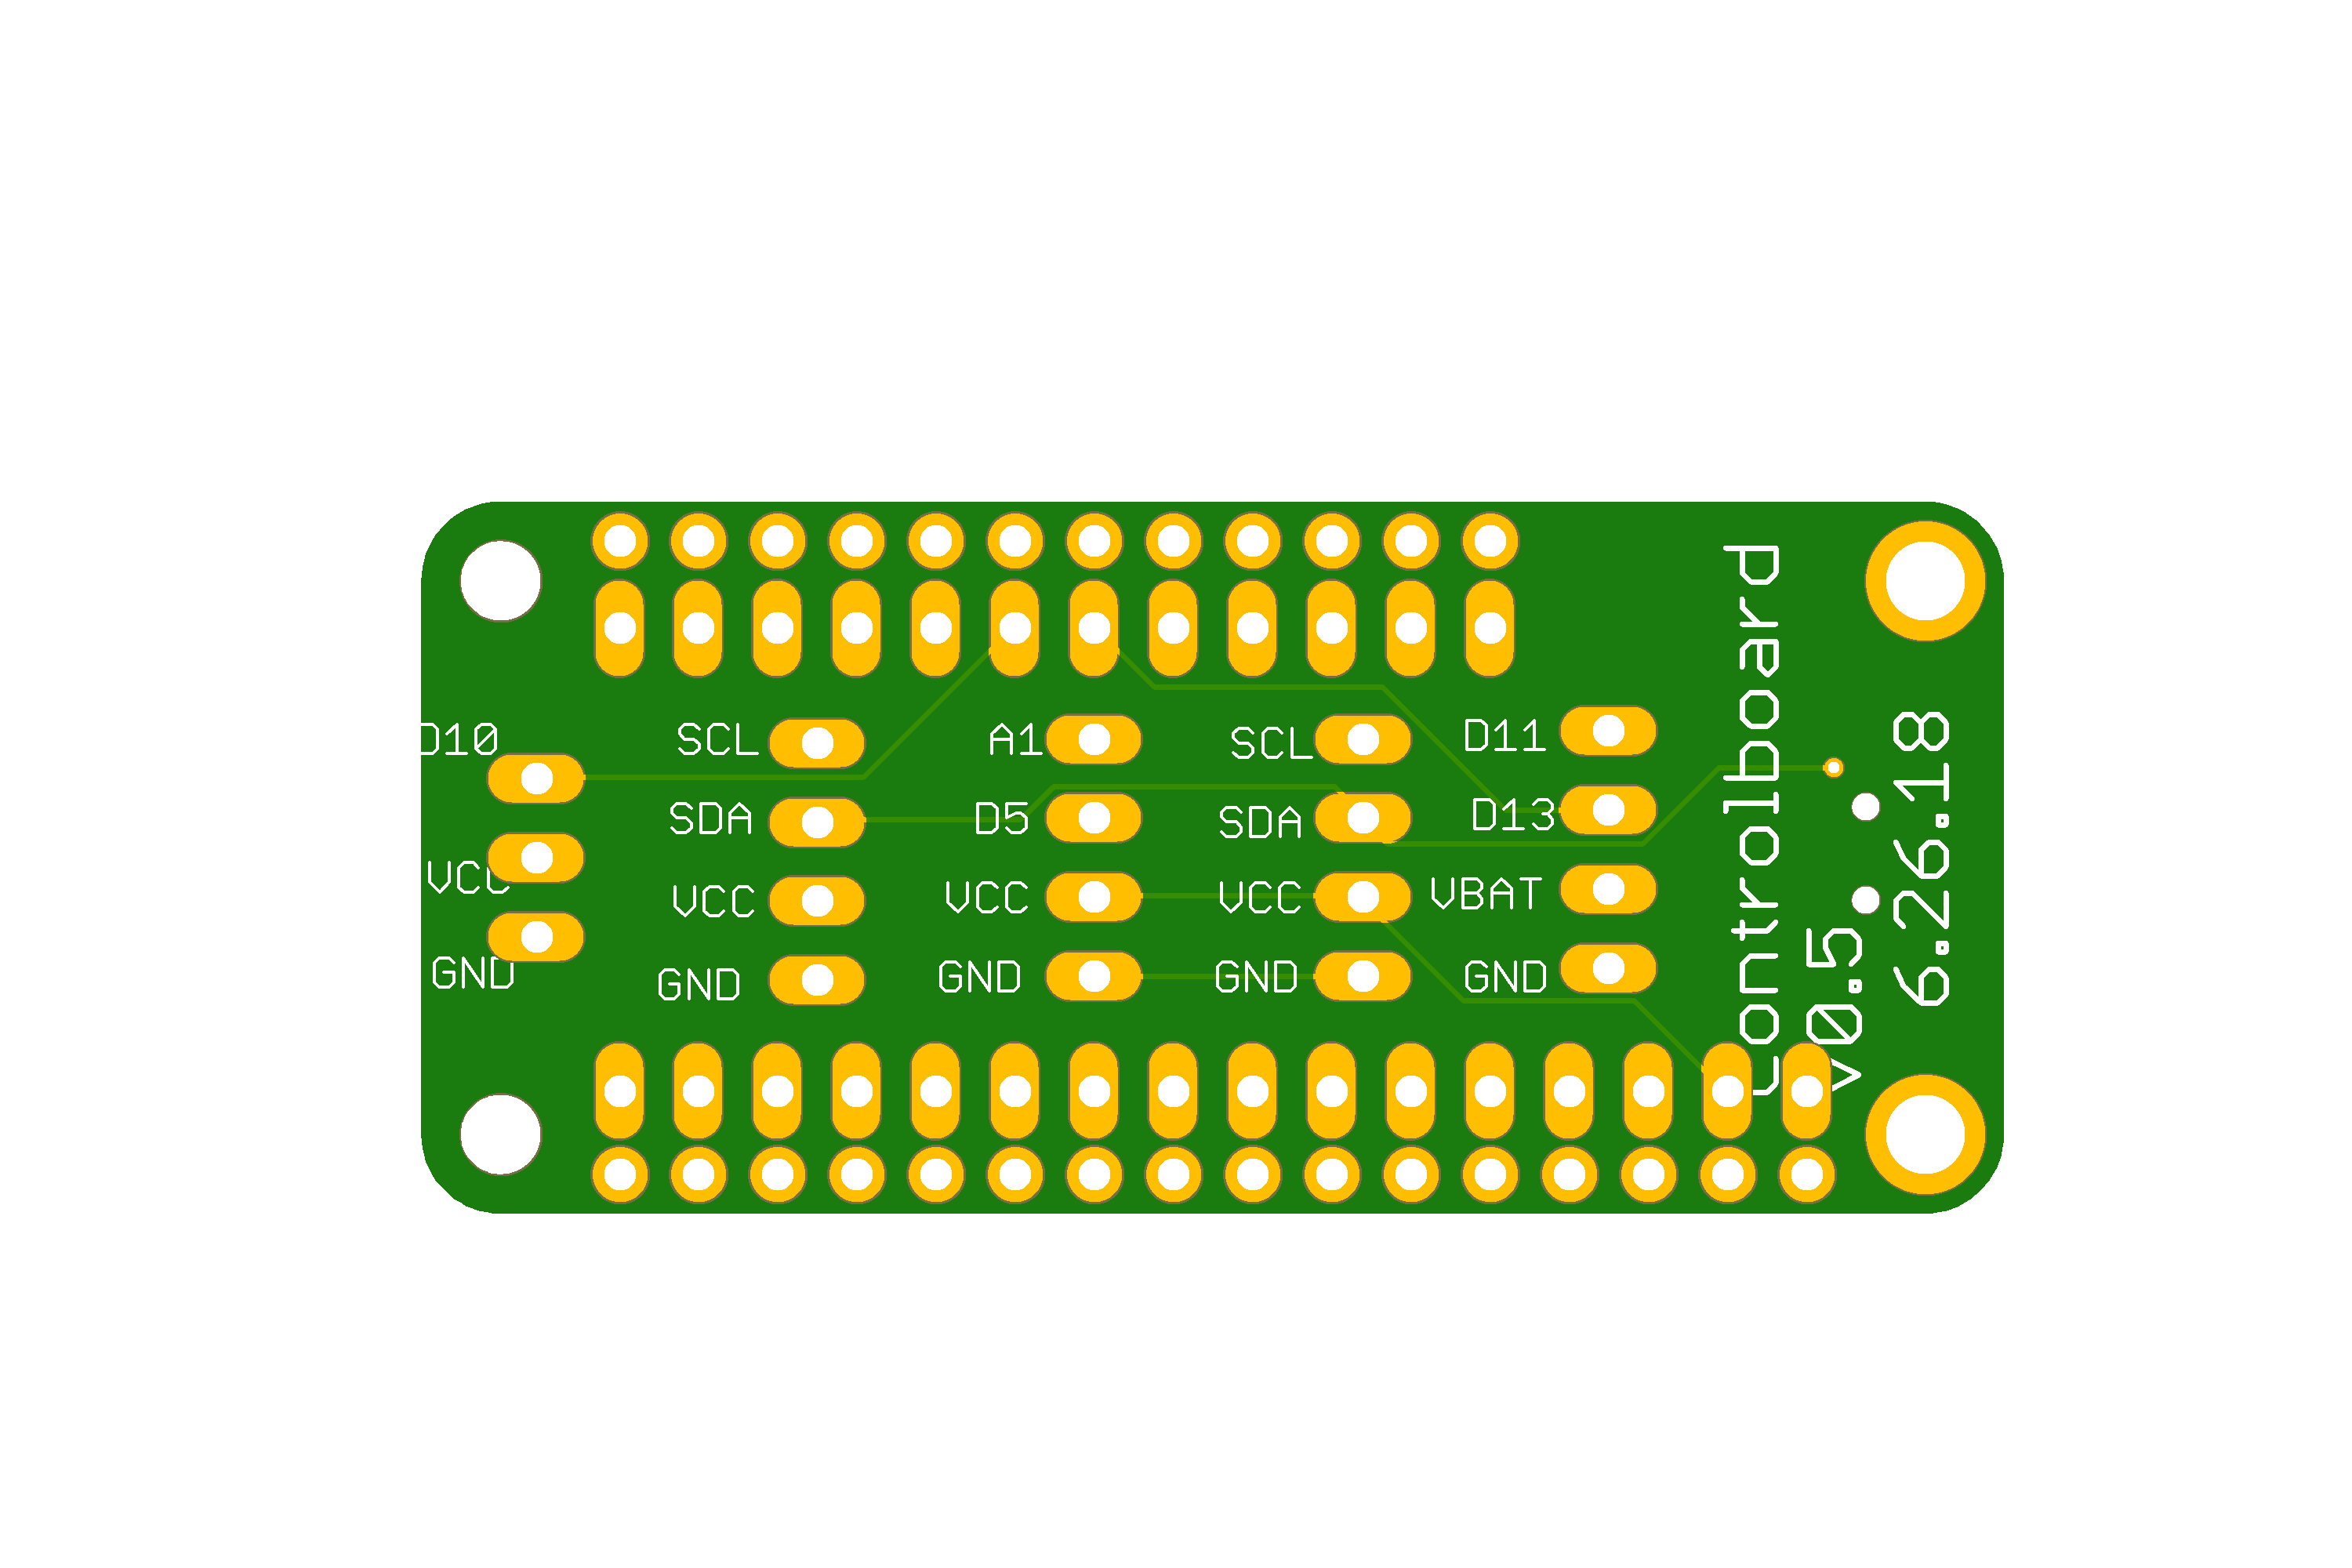 D10
VCC
GND
SCL
SDA
VCC
GND
A1
D5
VCC
GND
SCL
SDA
VCC
GND
D11
D13
VBAT
GND
controlboard
v0.5
6.26.18